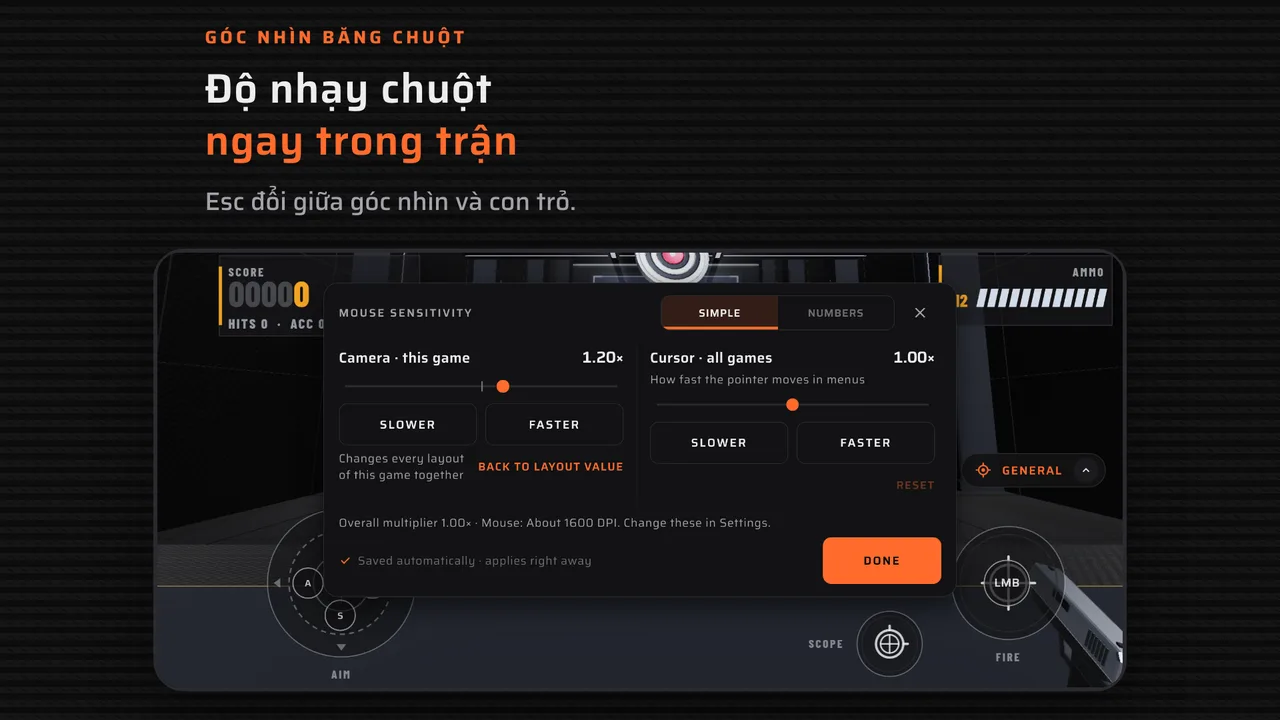 GÓC NHÌN BẰNG CHUỘT
Độ nhạy chuột
ngay trong trận
Esc đổi giữa góc nhìn và con trỏ.
SCORE
00000
HITS 0 · ACC 0
AMMO
12
MOUSE SENSITIVITY
SIMPLE
NUMBERS
Camera · this game
1.20×
SLOWER
FASTER
Changes every layout
of this game together
BACK TO LAYOUT VALUE
Cursor · all games
1.00×
How fast the pointer moves in menus
SLOWER
FASTER
RESET
Overall multiplier 1.00× · Mouse: About 1600 DPI. Change these in Settings.
Saved automatically · applies right away
DONE
GENERAL
A
S
AIM
SCOPE
LMB
FIRE